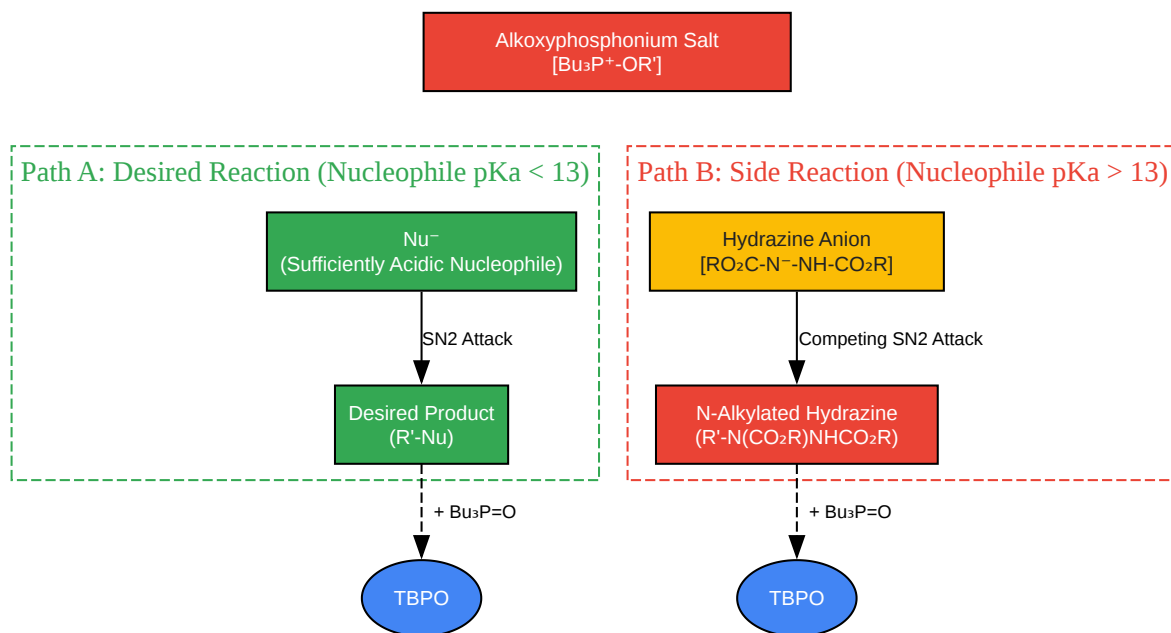 Alkoxyphosphonium Salt
[Bu₃P⁺-OR']
Path A: Desired Reaction (Nucleophile pKa < 13)
Nu⁻
(Sufficiently Acidic Nucleophile)
SN2 Attack
Desired Product
(R'-Nu)
+ Bu₃P=O
TBPO
Path B: Side Reaction (Nucleophile pKa > 13)
Hydrazine Anion
[RO₂C-N⁻-NH-CO₂R]
Competing SN2 Attack
N-Alkylated Hydrazine
(R'-N(CO₂R)NHCO₂R)
+ Bu₃P=O
TBPO